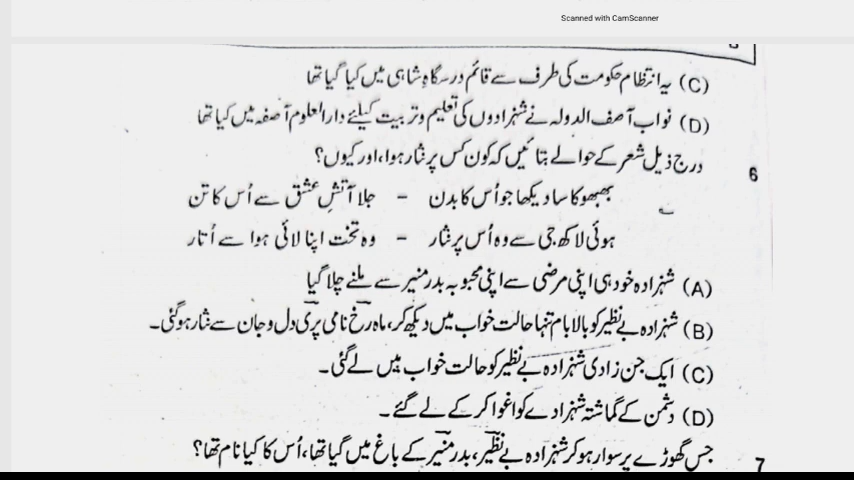 Scanned with CamScanner
(C) یہ انتظام حکومت کی طرف سے قائم درسگاہِ شاہی میں کیا گیا تھا
(D) نواب آصف الدولہ نے شہزادوں کی تعلیم و تربیت کیلئے دارالعلوم آصفہ میں کیا تھا
6 درج ذیل شعر کے حوالے بتائیں کہ کون کس پر نثار ہوا، اور کیوں؟
بھبھوکا سا دیکھا جو اُس کا بدن - جلا آتشِ عشق سے اُس کا تن
ہوئی لاکھ جی سے وہ اُس پر نثار - وہ تخت اپنا لائی ہوا سے اُتار
(A) شہزادہ خود ہی اپنی مرضی سے اپنی محبوبہ بدر منیر سے ملنے چلا گیا
(B) شہزادہ بے نظیر کو بالا بام تنہا حالت خواب میں دیکھ کر، ماہ رخ نامی پری دل و جان سے نثار ہو گئی۔
(C) ایک جن زادی شہزادہ بے نظیر کو حالت خواب میں لے گئی۔
(D) دشمن کے گماشتہ شہزادے کو اغوا کر کے لے گئے۔
7 جس گھوڑے پر سوار ہو کر شہزادہ بے نظیر، بدر منیر کے باغ میں گیا تھا، اُس کا کیا نام تھا؟